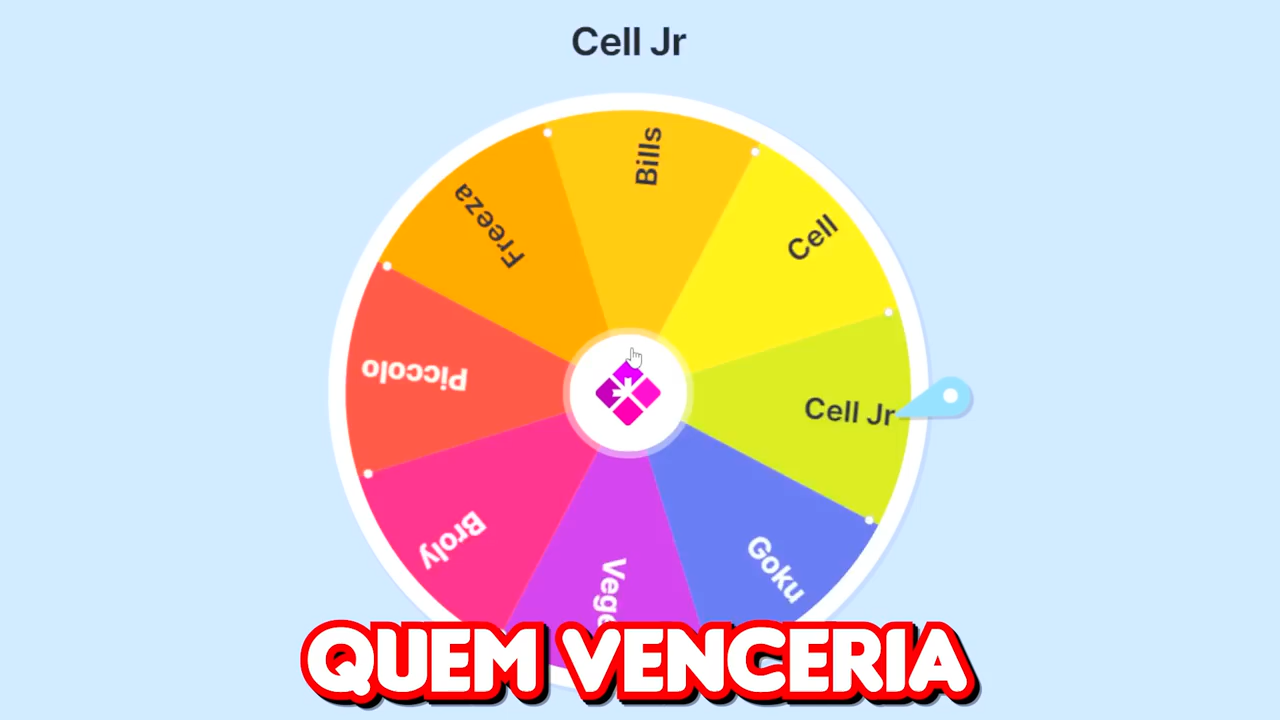 Cell Jr
Bills
Cell
Freeza
Piccolo
Cell Jr
Broly
Goku
QUEM VENCERIA